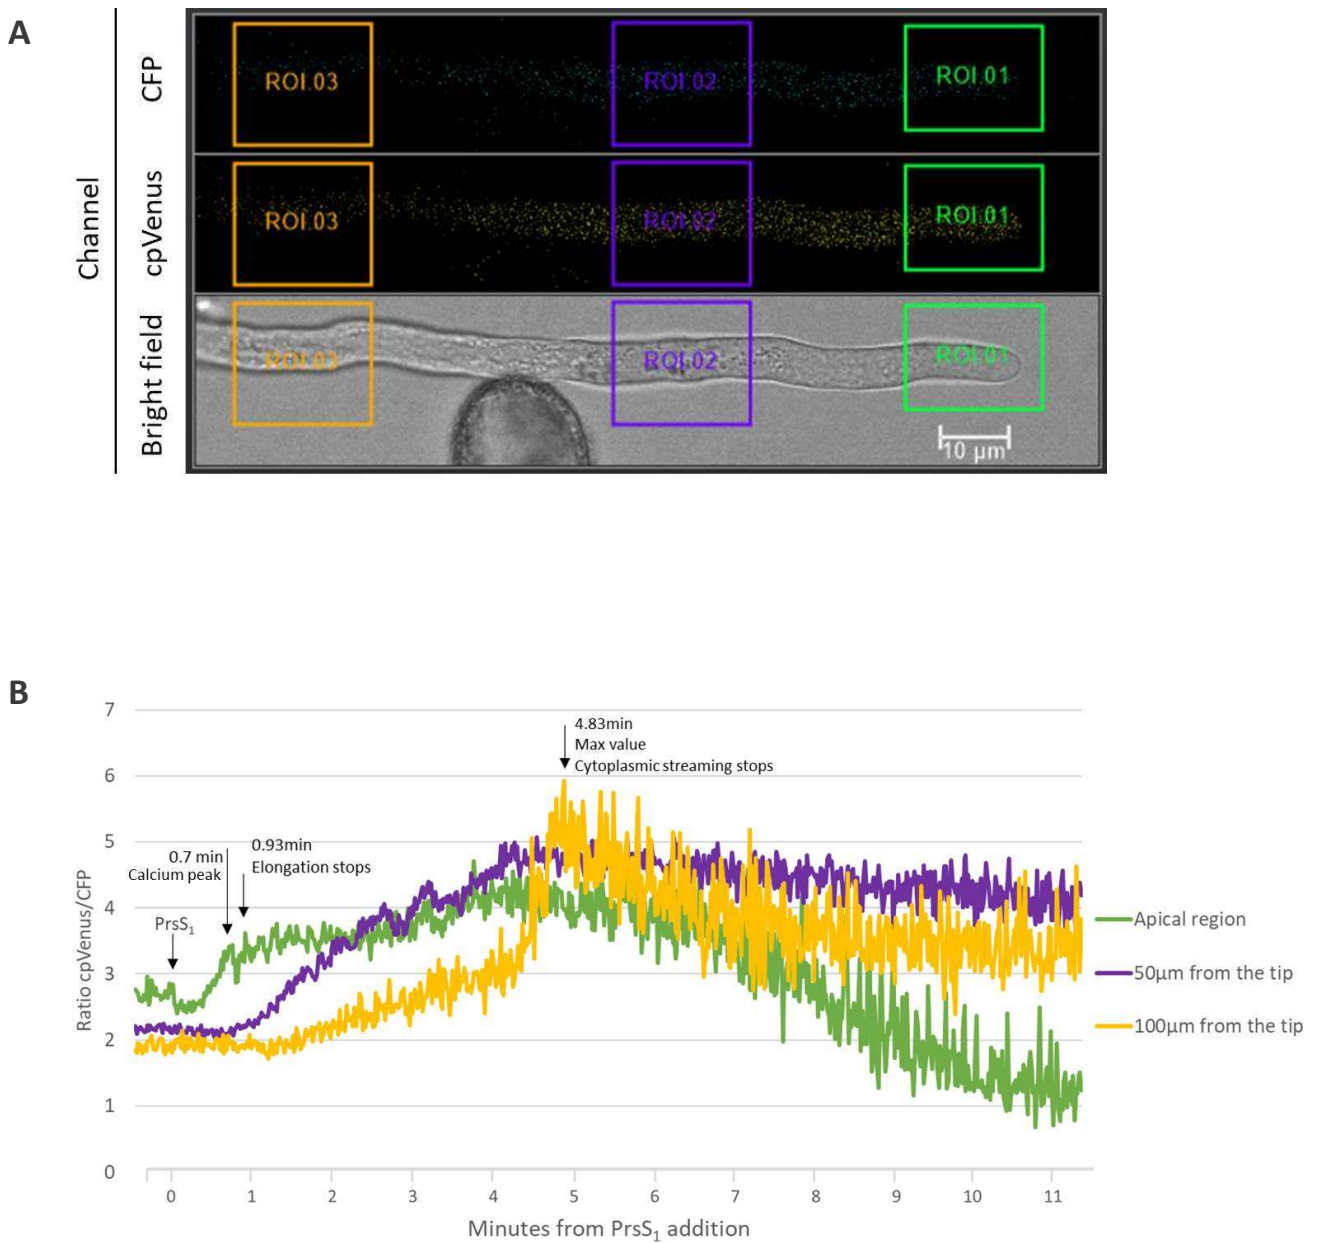 A
Channel
CFP
ROI 03
ROI 02
ROI 01
cpVenus
ROI 03
ROI 02
ROI 01
Bright field
ROI 03
ROI 02
ROI 01
10 µm
B
Ratio cpVenus/CFP
7
6
5
4
3
2
1
0
PrsS₁
0.7 min
Calcium peak
0.93min
Elongation stops
4.83min
Max value
Cytoplasmic streaming stops
Apical region
50µm from the tip
100µm from the tip
0 1 2 3 4 5 6 7 8 9 10 11
Minutes from PrsS₁ addition